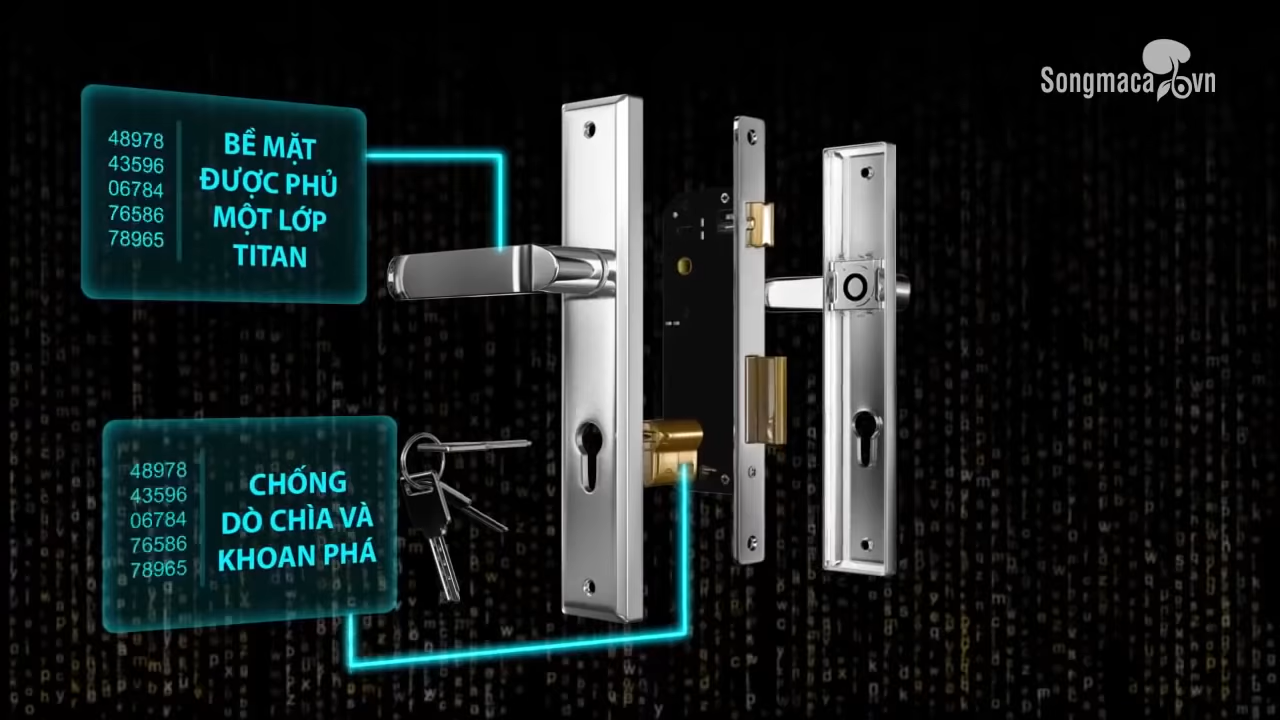 Songmaca.vn
48978
43596
06784
76586
78965
BỀ MẶT
ĐƯỢC PHỦ
MỘT LỚP
TITAN
48978
43596
06784
76586
78965
CHỐNG
DÒ CHÌA VÀ
KHOAN PHÁ